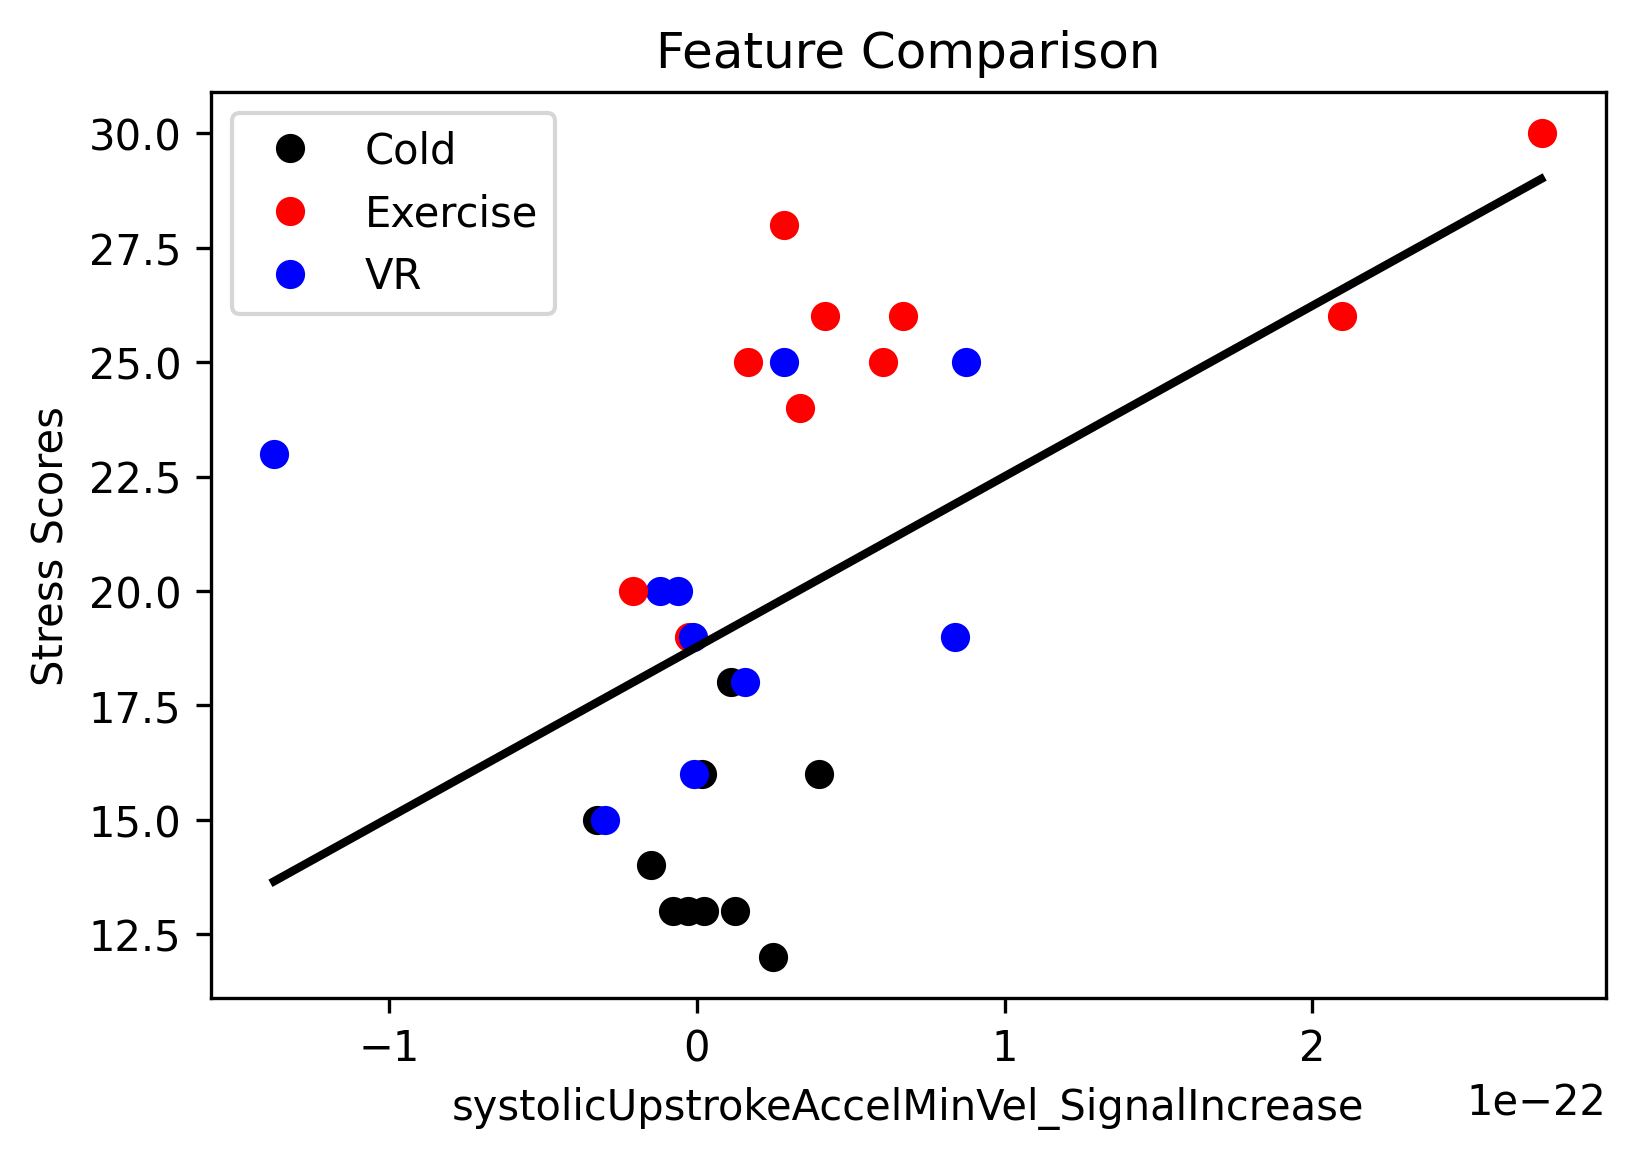 Feature Comparison
Cold
Exercise
VR
Stress Scores
30.0
27.5
25.0
22.5
20.0
17.5
15.0
12.5
−1
0
1
2
1e−22
systolicUpstrokeAccelMinVel_SignalIncrease